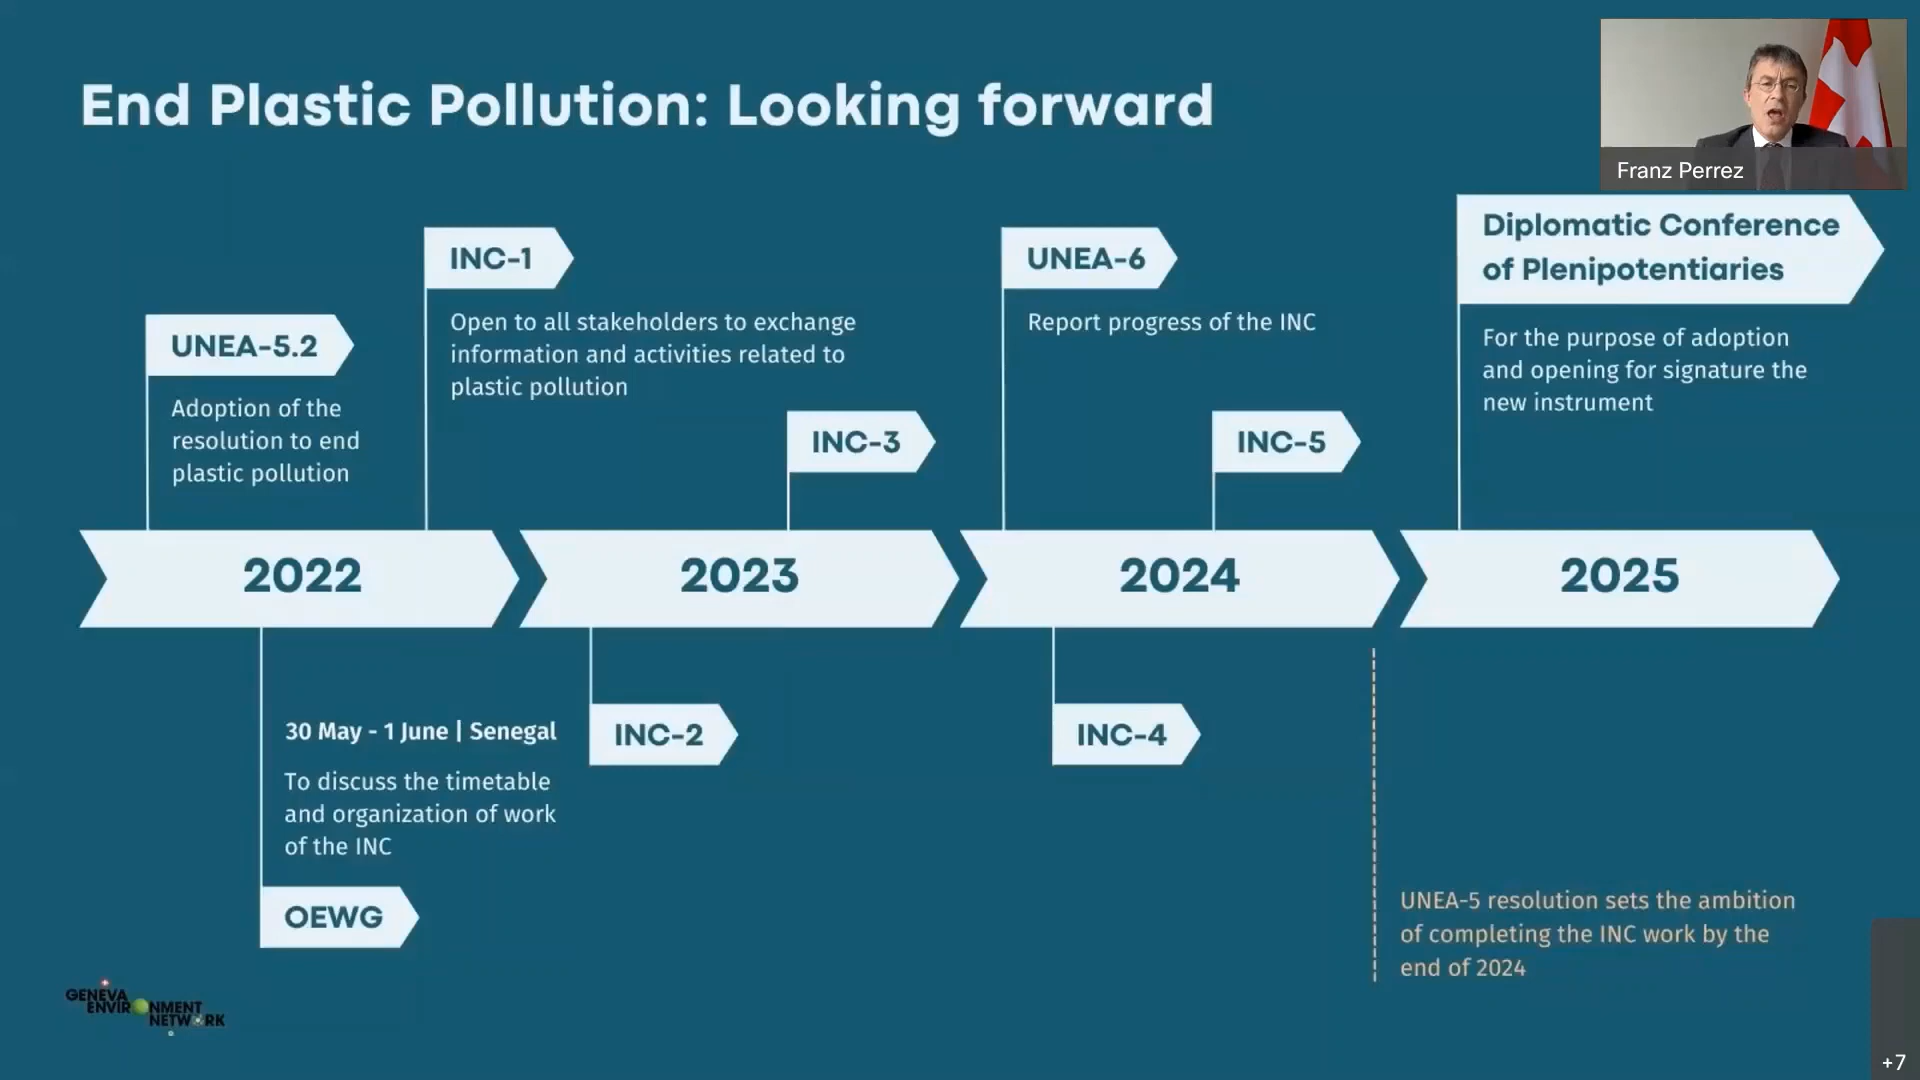 End Plastic Pollution: Looking forward
Franz Perrez
UNEA-5.2
Adoption of the
resolution to end
plastic pollution
INC-1
Open to all stakeholders to exchange
information and activities related to
plastic pollution
INC-3
UNEA-6
Report progress of the INC
INC-5
Diplomatic Conference
of Plenipotentiaries
For the purpose of adoption
and opening for signature the
new instrument
2022
2023
2024
2025
30 May - 1 June | Senegal
To discuss the timetable
and organization of work
of the INC
OEWG
INC-2
INC-4
UNEA-5 resolution sets the ambition
of completing the INC work by the
end of 2024
GENEVA
ENVIRONMENT
NETWORK
+7